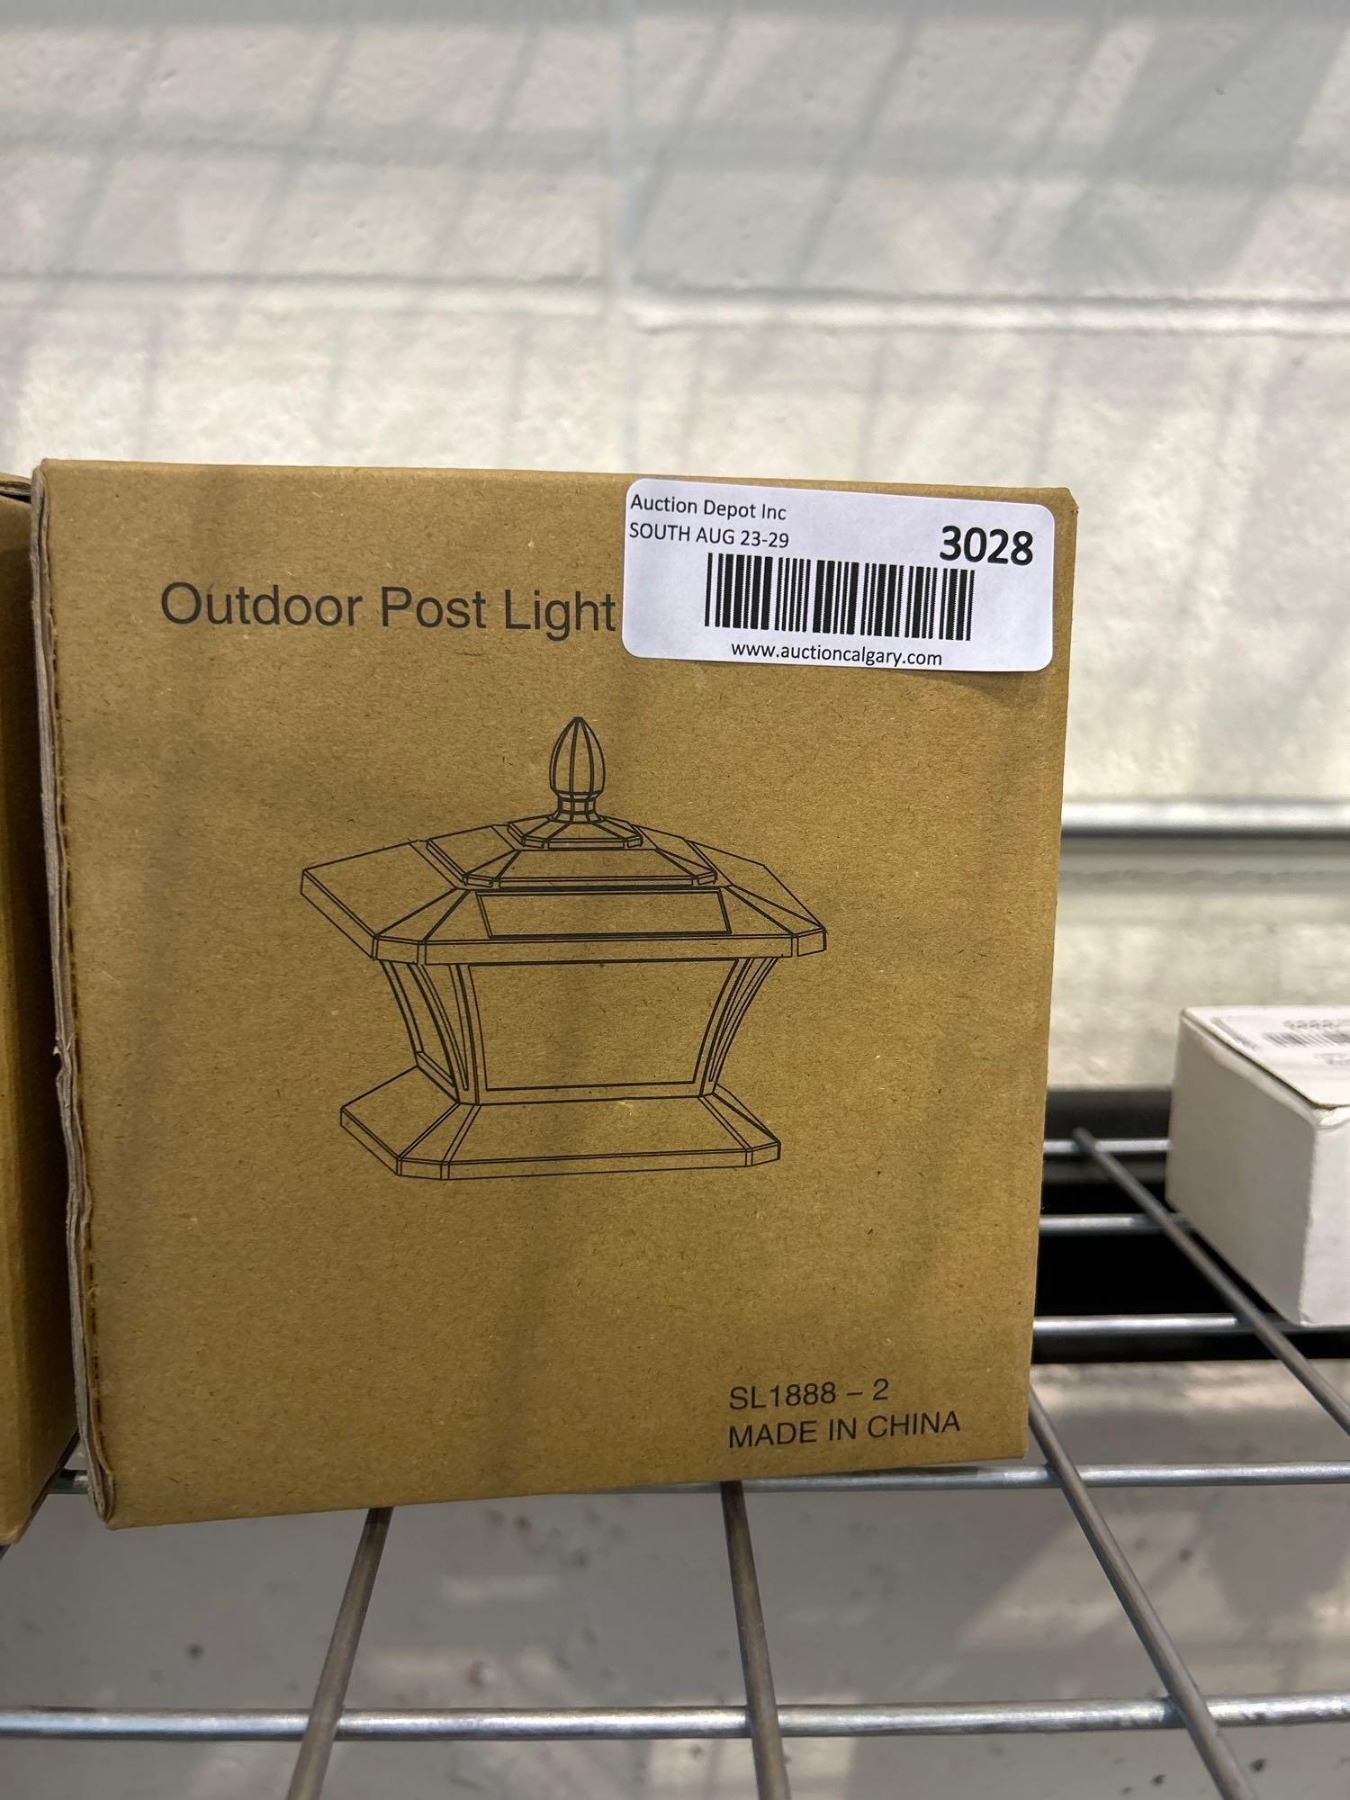 Auction Depot Inc
SOUTH AUG 23-29
3028
www.auctioncalgary.com
Outdoor Post Light
SL1888 – 2
MADE IN CHINA